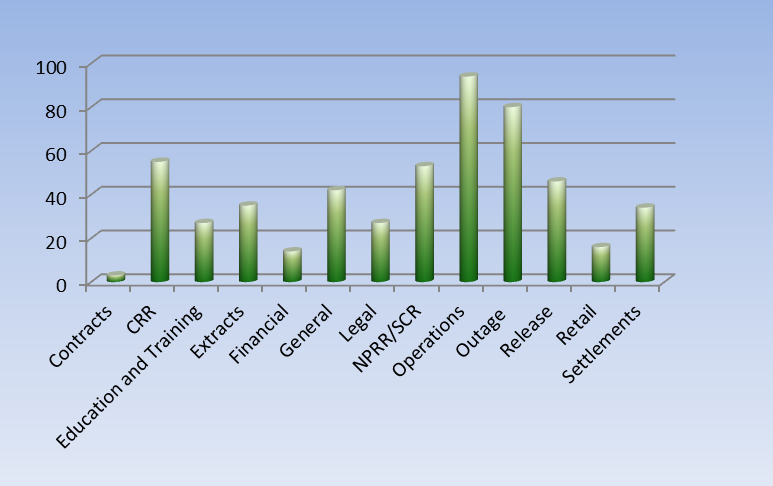 100
80
60
40
20
0
Contracts
CRR
Education and Training
Extracts
Financial
General
Legal
NPRR/SCR
Operations
Outage
Release
Retail
Settlements